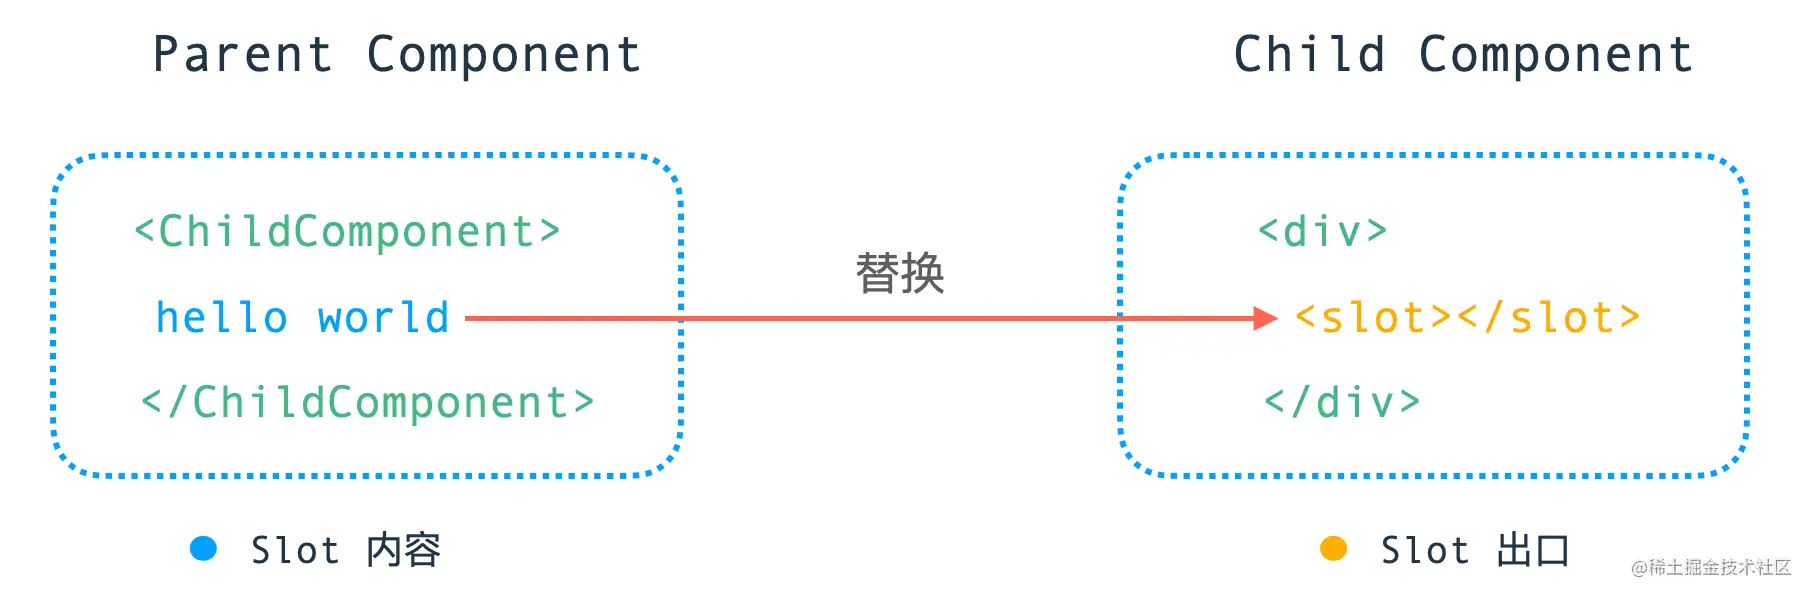 Parent Component
Child Component
<ChildComponent>
hello world
</ChildComponent>
替换
<div>
<slot></slot>
</div>
Slot 内容
Slot 出口
@稀土掘金技术社区